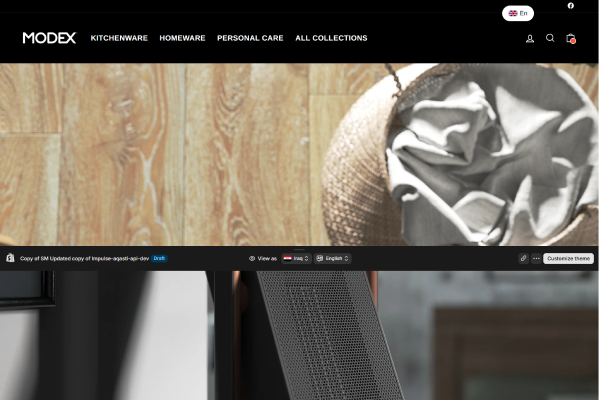 En
MODEX KITCHENWARE HOMEWARE PERSONAL CARE ALL COLLECTIONS
Copy of SM Updated copy of Impulse-aqasti-api-dev Draft View as Iraq English Customize theme